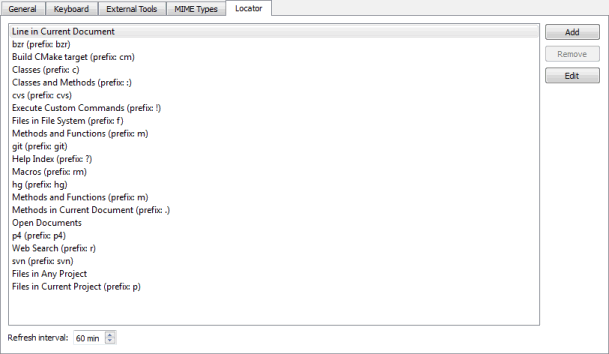 General Keyboard External Tools MIME Types Locator
Line in Current Document
bzr (prefix: bzr)
Build CMake target (prefix: cm)
Classes (prefix: c)
Classes and Methods (prefix: :)
cvs (prefix: cvs)
Execute Custom Commands (prefix: !)
Files in File System (prefix: f)
Methods and Functions (prefix: m)
git (prefix: git)
Help Index (prefix: ?)
Macros (prefix: rm)
hg (prefix: hg)
Methods and Functions (prefix: m)
Methods in Current Document (prefix: .)
Open Documents
p4 (prefix: p4)
Web Search (prefix: r)
svn (prefix: svn)
Files in Any Project
Files in Current Project (prefix: p)
Add
Remove
Edit
Refresh interval: 60 min